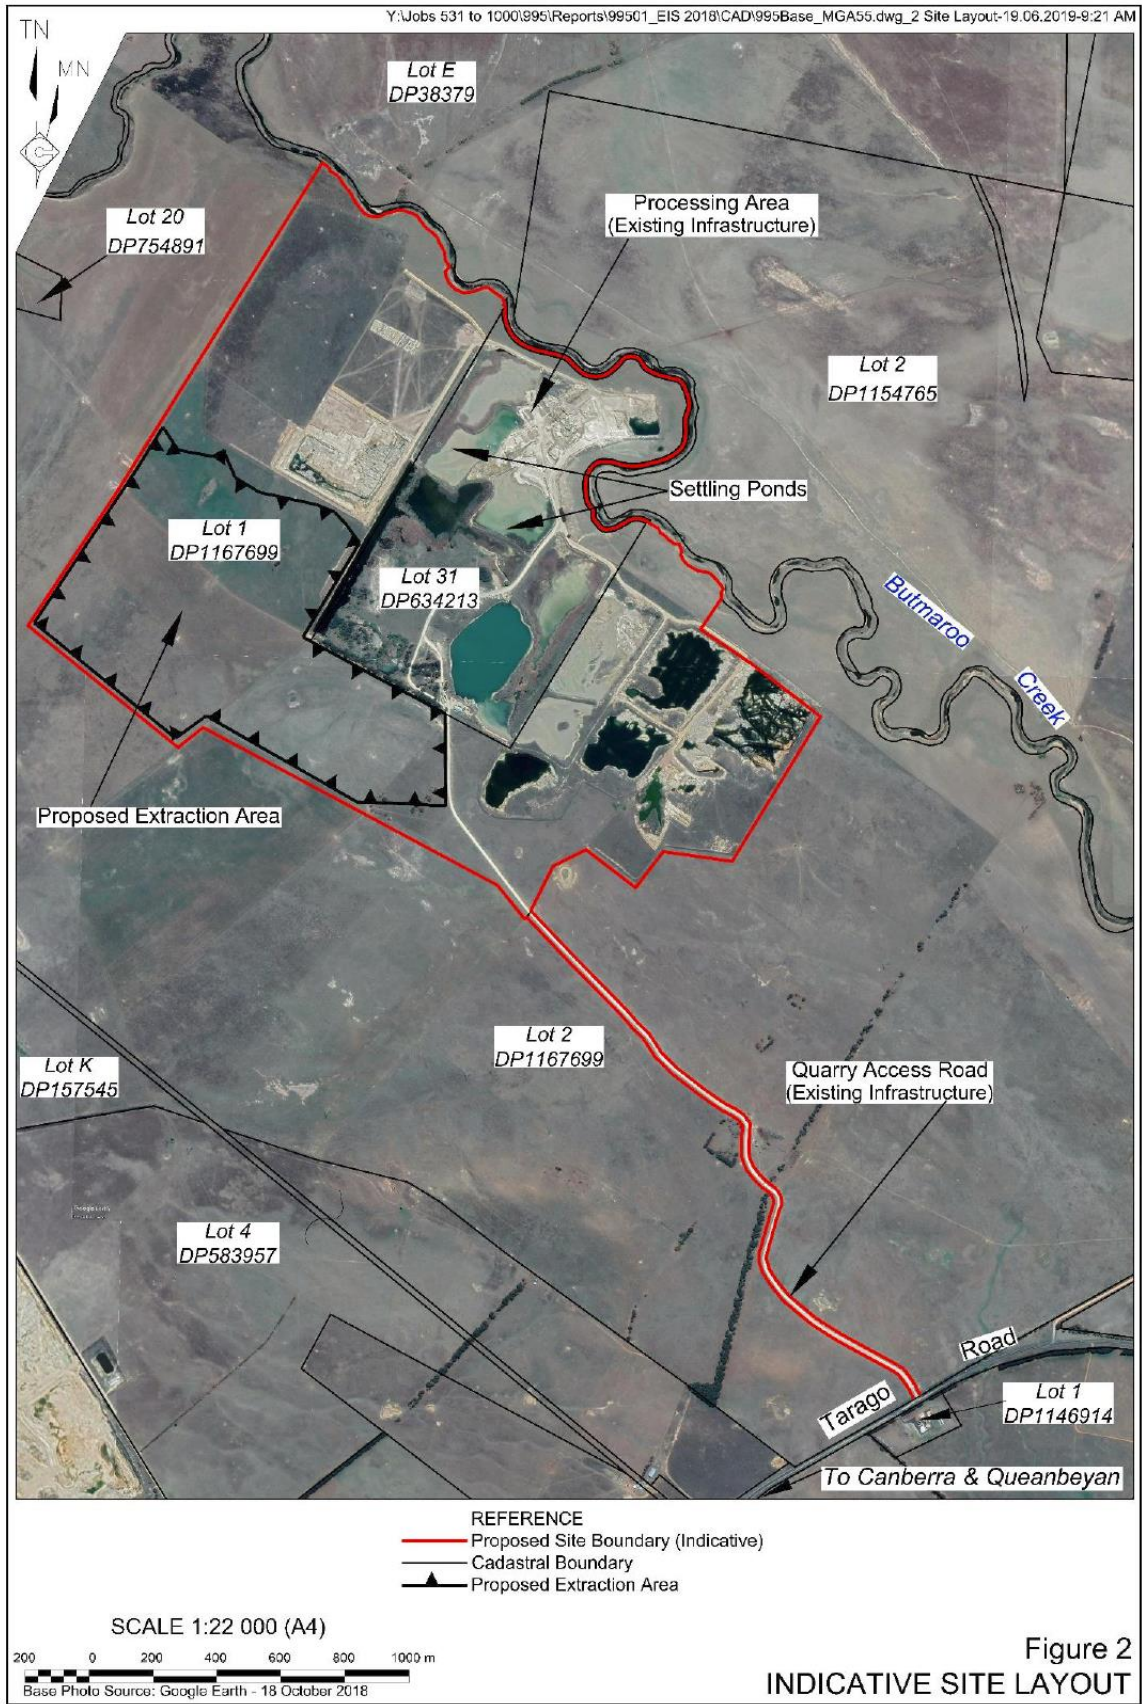 Y:\Jobs 531 to 1000\995\Reports\99501_EIS 2018\CAD\995Base_MGA55.dwg_2 Site Layout-19.06.2019-9:21 AM
TN
MN
Lot E
DP38379
Lot 20
DP754891
Processing Area
(Existing Infrastructure)
Lot 2
DP1154765
Settling Ponds
Lot 1
DP1167699
Lot 31
DP634213
Butmaroo
Creek
Proposed Extraction Area
Lot 2
DP1167699
Lot K
DP157545
Quarry Access Road
(Existing Infrastructure)
Lot 4
DP583957
Road
Tarago
Lot 1
DP1146914
To Canberra & Queanbeyan
REFERENCE
Proposed Site Boundary (Indicative)
Cadastral Boundary
Proposed Extraction Area
SCALE 1:22 000 (A4)
200 0 200 400 600 800 1000 m
Base Photo Source: Google Earth - 18 October 2018
Figure 2
INDICATIVE SITE LAYOUT